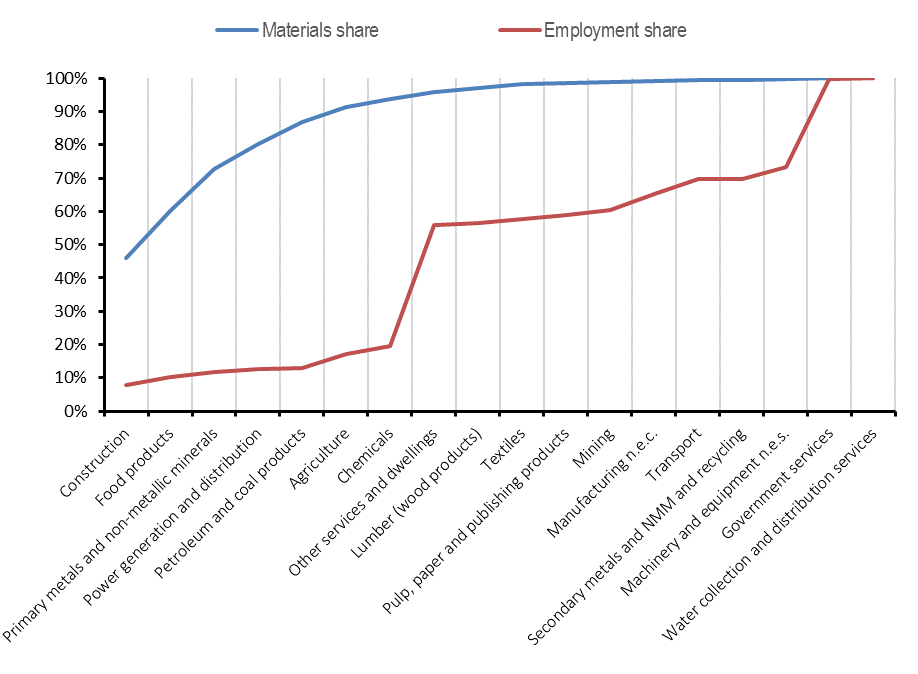 Materials share
Employment share
100%
90%
80%
70%
60%
50%
40%
30%
20%
10%
0%
Construction
Food products
Primary metals and non-metallic minerals
Power generation and distribution
Petroleum and coal products
Agriculture
Chemicals
Other services and dwellings
Lumber (wood products)
Textiles
Pulp, paper and publishing products
Mining
Manufacturing n.e.c.
Transport
Secondary metals and NMM and recycling
Machinery and equipment n.e.s.
Government services
Water collection and distribution services